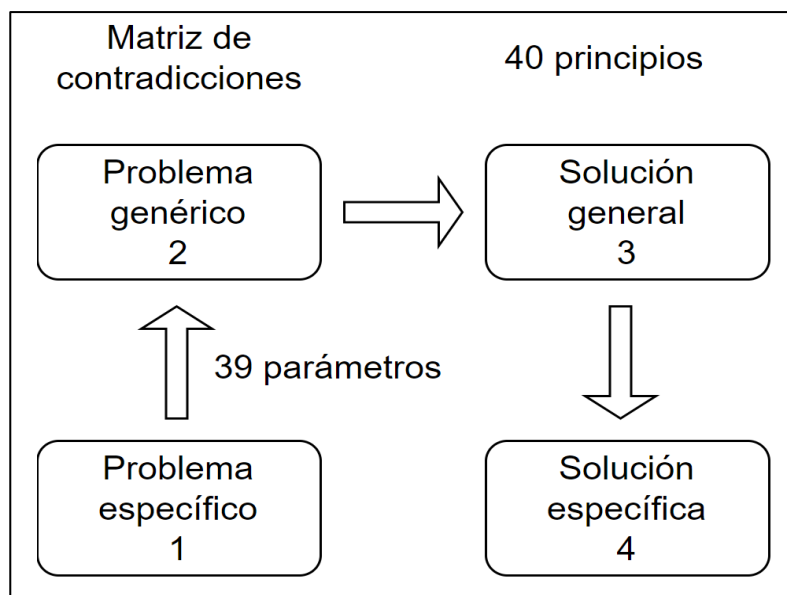 Matriz de
contradicciones
40 principios
Problema
genérico
2
Solución
general
3
39 parámetros
Problema
específico
1
Solución
específica
4